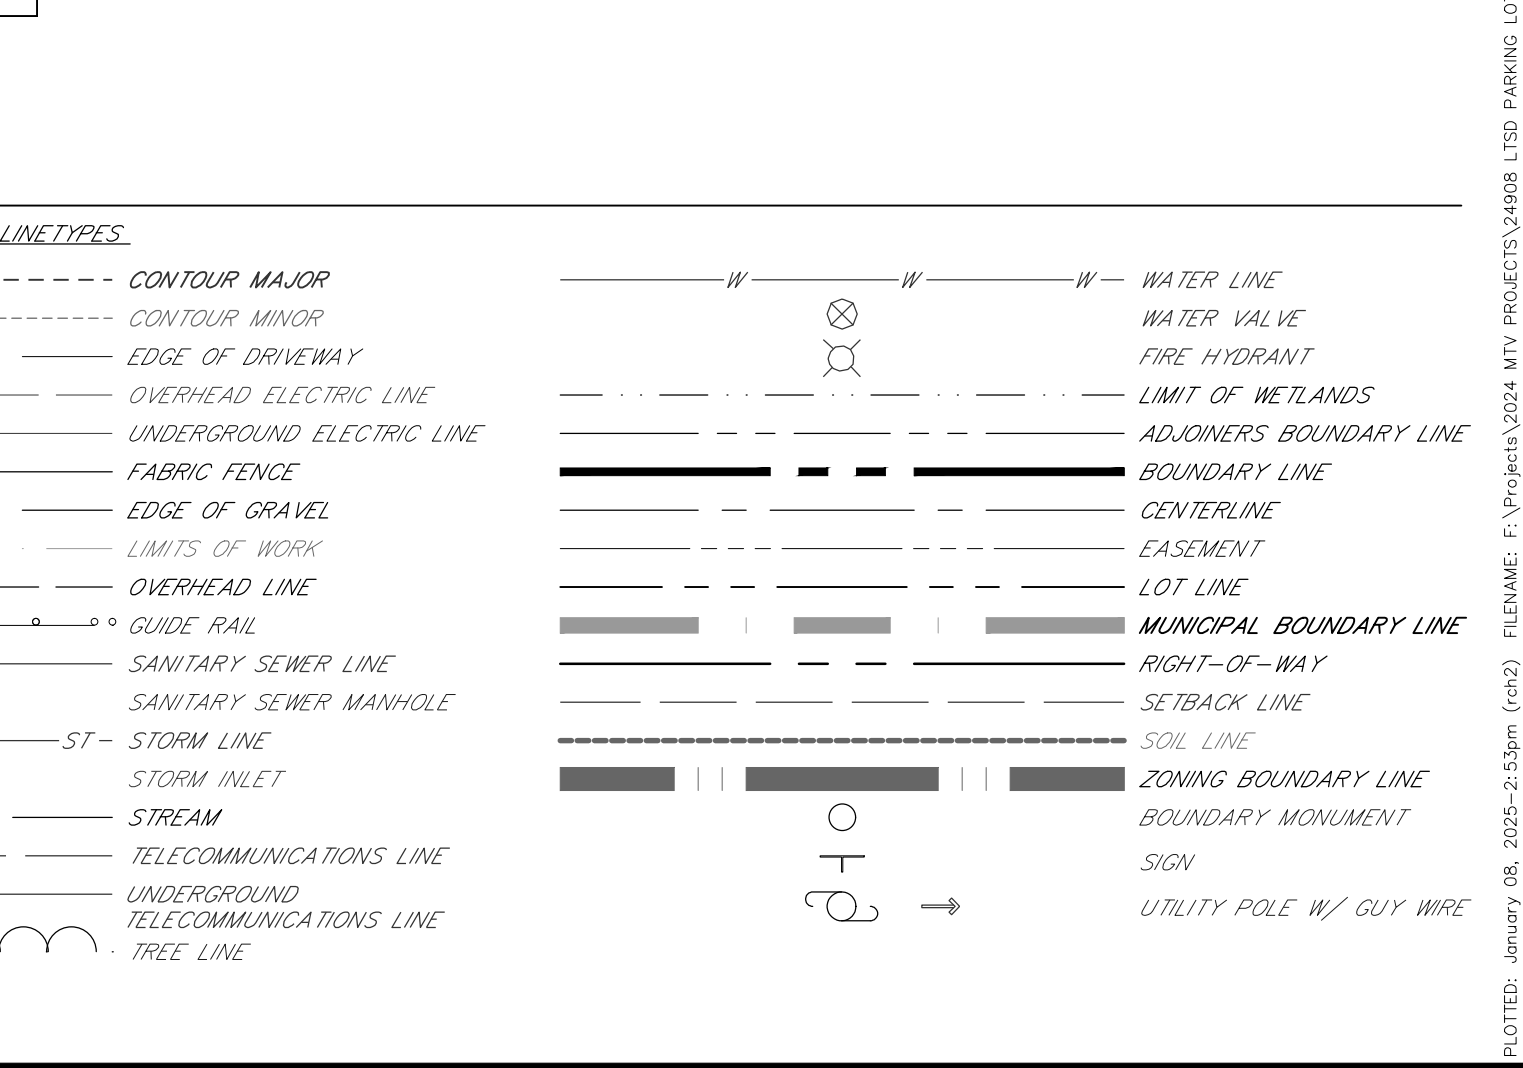 LINETYPES
CONTOUR MAJOR
CONTOUR MINOR
EDGE OF DRIVEWAY
OVERHEAD ELECTRIC LINE
UNDERGROUND ELECTRIC LINE
FABRIC FENCE
EDGE OF GRAVEL
LIMITS OF WORK
OVERHEAD LINE
GUIDE RAIL
SANITARY SEWER LINE
SANITARY SEWER MANHOLE
ST STORM LINE
STORM INLET
STREAM
TELECOMMUNICATIONS LINE
UNDERGROUND
TELECOMMUNICATIONS LINE
TREE LINE
W W W WATER LINE
WATER VALVE
FIRE HYDRANT
LIMIT OF WETLANDS
ADJOINERS BOUNDARY LINE
BOUNDARY LINE
CENTERLINE
EASEMENT
LOT LINE
MUNICIPAL BOUNDARY LINE
RIGHT-OF-WAY
SETBACK LINE
SOIL LINE
ZONING BOUNDARY LINE
BOUNDARY MONUMENT
SIGN
UTILITY POLE W/ GUY WIRE
PLOTTED: January 08, 2025-2:53pm (rch2) FILENAME: F:\Projects\2024 MTV PROJECTS\24908 LTSD PARKING LOT